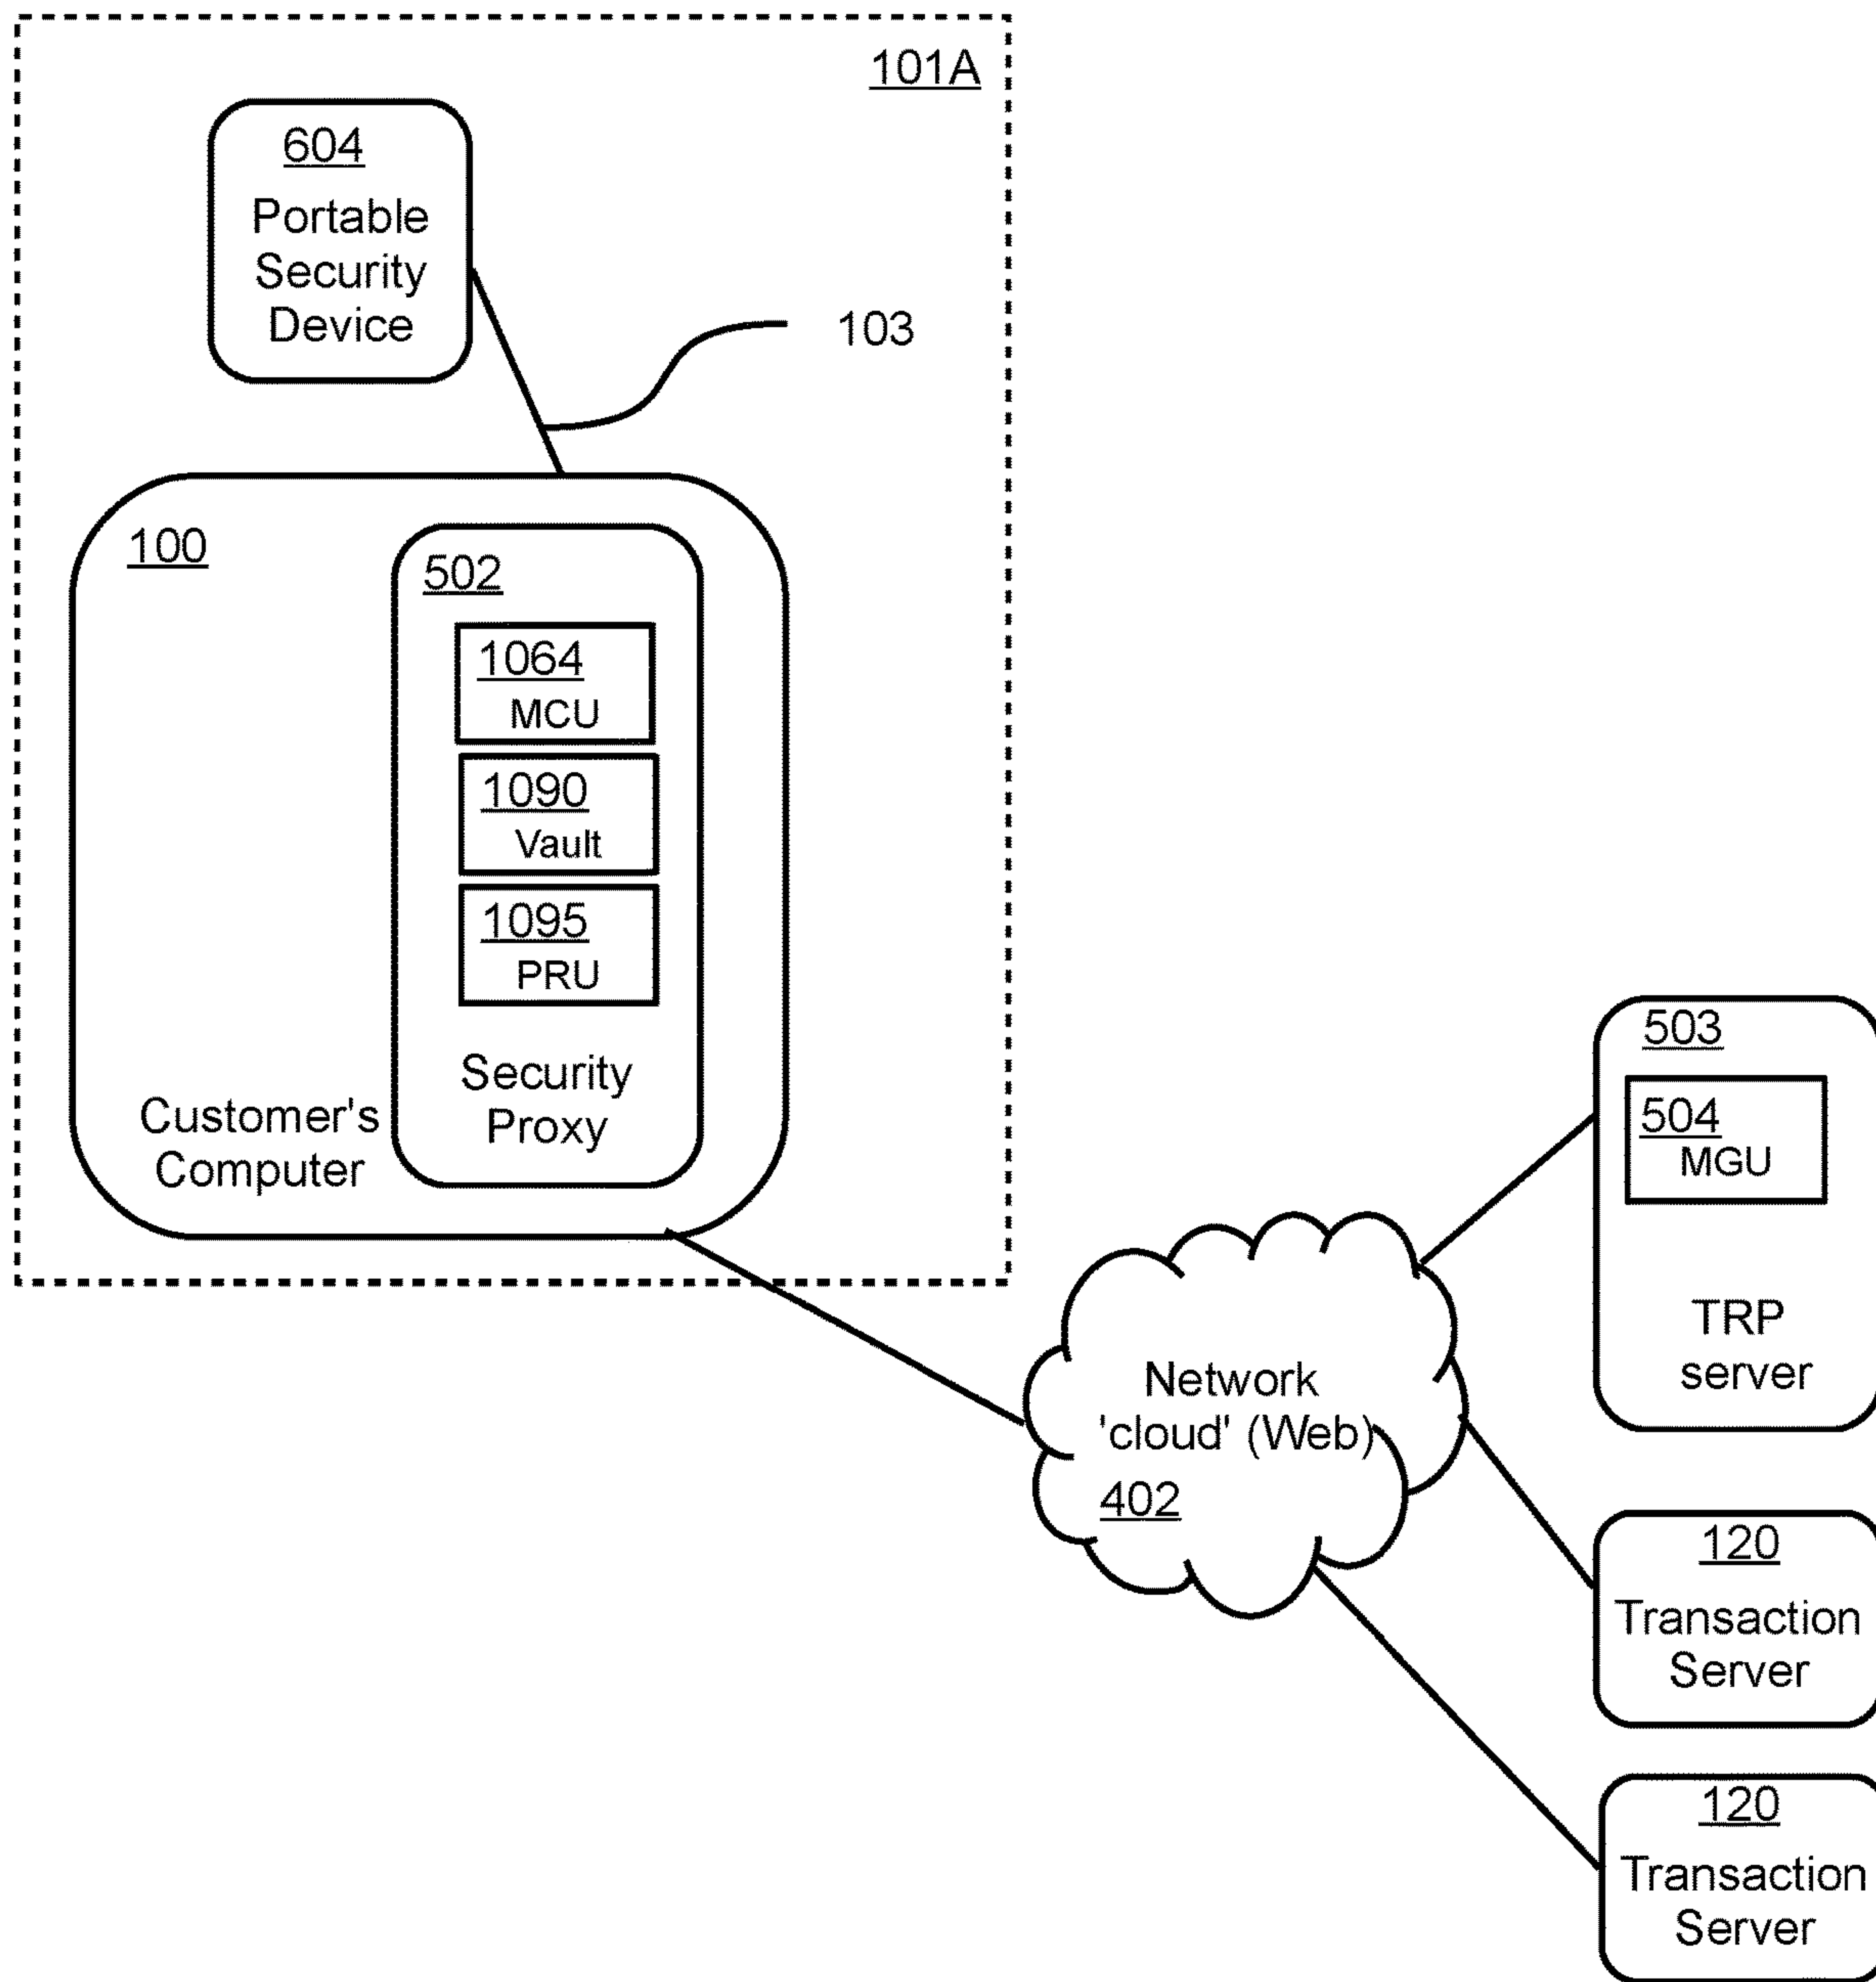 101A
604
Portable
Security
Device
103
100
502
1064
MCU
1090
Vault
1095
PRU
Security
Proxy
Customer's
Computer
503
504
MGU
TRP
server
Network
'cloud' (Web)
402
120
Transaction
Server
120
Transaction
Server